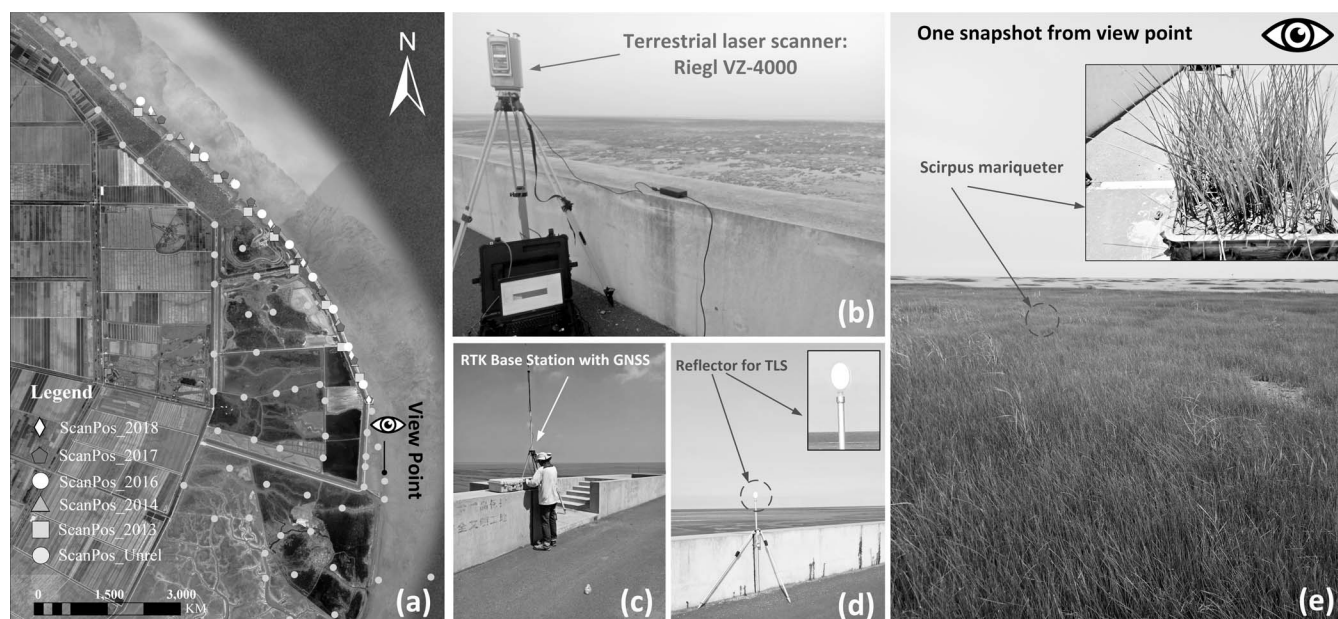 N
Legend
ScanPos_2018
ScanPos_2017
ScanPos_2016
ScanPos_2014
ScanPos_2013
ScanPos_Unrel
0 1,500 3,000
KM
View Point
(a)
Terrestrial laser scanner:
Riegl VZ-4000
(b)
RTK Base Station with GNSS
(c)
Reflector for TLS
(d)
One snapshot from view point
Scirpus mariqueter
(e)